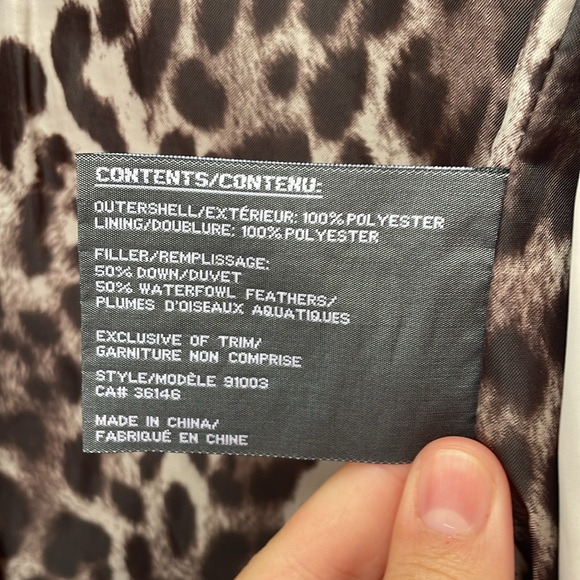 CONTENTS/CONTENU:
OUTERSHELL/EXTÉRIEUR: 100% POLYESTER
LINING/DOUBLURE: 100% POLYESTER
FILLER/REMPLISSAGE:
50% DOWN/DUVET
50% WATERFOWL FEATHERS/
PLUMES D'OISEAUX AQUATIQUES
EXCLUSIVE OF TRIM/
GARNITURE NON COMPRISE
STYLE/MODÈLE 91003
CA# 36146
MADE IN CHINA/
FABRIQUÉ EN CHINE